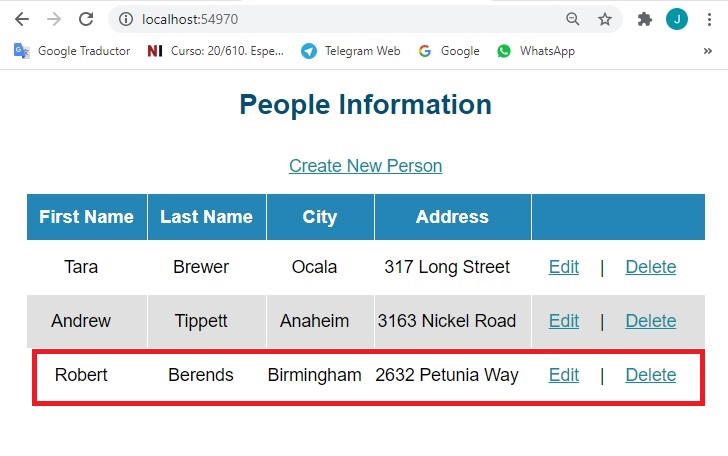 localhost:54970
J
Google Traductor NI Curso: 20/610. Espe... Telegram Web G Google WhatsApp »
People Information
Create New Person
First Name Last Name City Address
Tara Brewer Ocala 317 Long Street Edit | Delete
Andrew Tippett Anaheim 3163 Nickel Road Edit | Delete
Robert Berends Birmingham 2632 Petunia Way Edit | Delete